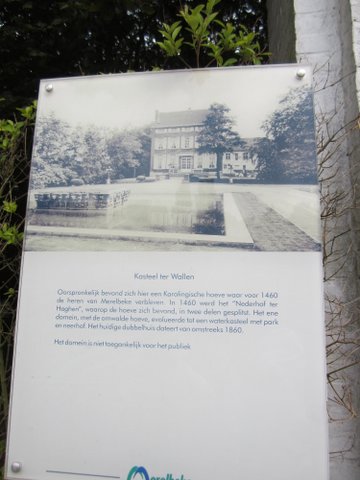 Kasteel ter Wallen
Oorspronkelijk bevond zich hier een Karolingische hoeve waar voor 1460
de heren van Merelbeke verbleven. In 1460 werd het "Nederhof ter
Haghen", waarop de hoeve zich bevond, in twee delen gesplitst. Het ene
domein, met de omwalde hoeve, evolueerde tot een waterkasteel met park
en neerhof. Het huidige dubbelhuis dateert van omstreeks 1860.
Het domein is niet toegankelijk voor het publiek
Merelbeke